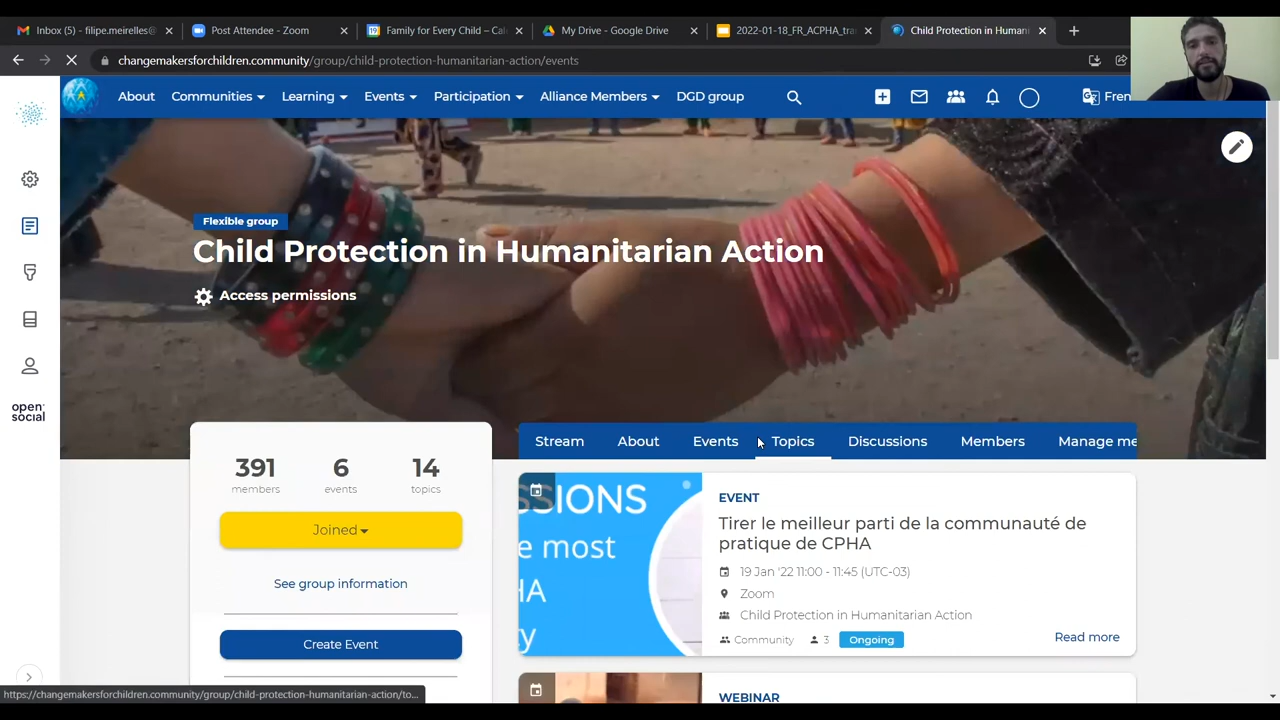 Inbox (5) - filipe.meirelles@
Post Attendee - Zoom
Family for Every Child – Cal
My Drive - Google Drive
2022-01-18_FR_ACPHA_tra
Child Protection in Humani
changemakersforchildren.community/group/child-protection-humanitarian-action/events
About
Communities
Learning
Events
Participation
Alliance Members
DGD group
Fren
Flexible group
Child Protection in Humanitarian Action
Access permissions
open social
Stream
About
Events
Topics
Discussions
Members
Manage me
391
6
14
members
events
topics
Joined
See group information
Create Event
SSIONS
e most
HA
y
EVENT
Tirer le meilleur parti de la communauté de
pratique de CPHA
19 Jan '22 11:00 - 11:45 (UTC-03)
Zoom
Child Protection in Humanitarian Action
Community
3
Ongoing
Read more
WEBINAR
https://changemakersforchildren.community/group/child-protection-humanitarian-action/to...